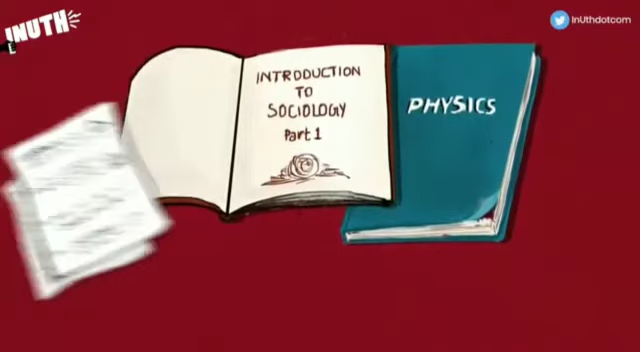 INUTH
InUthdotcom
INTRODUCTION
TO
SOCIOLOGY
Part 1
PHYSICS